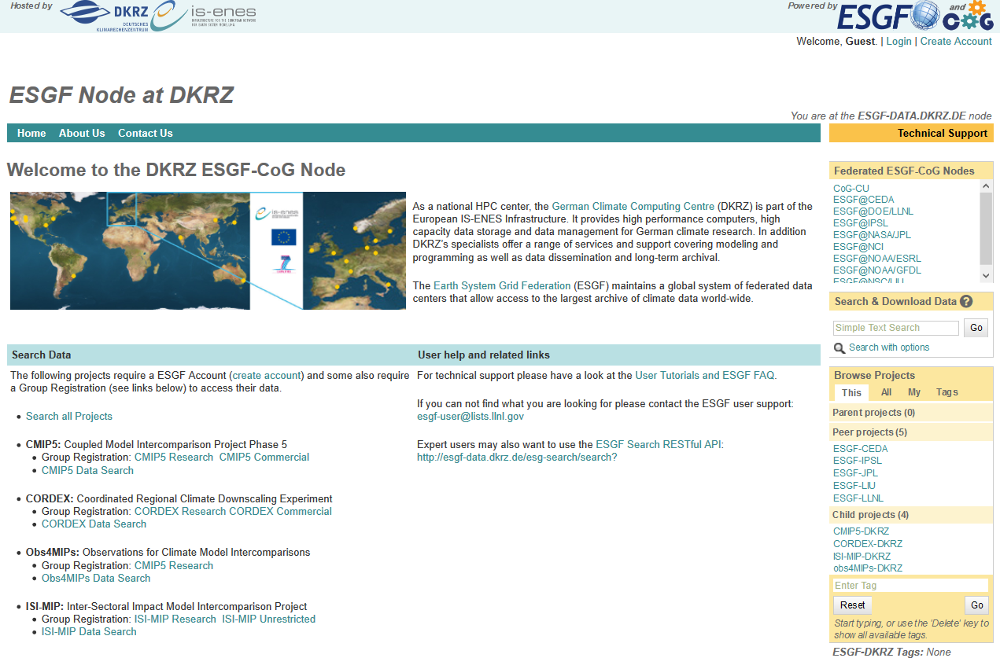 Hosted by
DKRZ
DEUTSCHES
KLIMARECHENZENTRUM
is-enes
INFRASTRUCTURE FOR THE EUROPEAN NETWORK
FOR EARTH SYSTEM MODELLING
Powered by
ESGF
and
CoG
Welcome, Guest. | Login | Create Account
ESGF Node at DKRZ
You are at the ESGF-DATA.DKRZ.DE node
Home About Us Contact Us
Technical Support
Welcome to the DKRZ ESGF-CoG Node
is-enes
As a national HPC center, the German Climate Computing Centre (DKRZ) is part of the
European IS-ENES Infrastructure. It provides high performance computers, high
capacity data storage and data management for German climate research. In addition
DKRZ's specialists offer a range of services and support covering modeling and
programming as well as data dissemination and long-term archival.
The Earth System Grid Federation (ESGF) maintains a global system of federated data
centers that allow access to the largest archive of climate data world-wide.
Search Data
The following projects require a ESGF Account (create account) and some also require
a Group Registration (see links below) to access their data.
• Search all Projects
• CMIP5: Coupled Model Intercomparison Project Phase 5
• Group Registration: CMIP5 Research CMIP5 Commercial
• CMIP5 Data Search
• CORDEX: Coordinated Regional Climate Downscaling Experiment
• Group Registration: CORDEX Research CORDEX Commercial
• CORDEX Data Search
• Obs4MIPs: Observations for Climate Model Intercomparisons
• Group Registration: CMIP5 Research
• Obs4MIPs Data Search
• ISI-MIP: Inter-Sectoral Impact Model Intercomparison Project
• Group Registration: ISI-MIP Research ISI-MIP Unrestricted
• ISI-MIP Data Search
User help and related links
For technical support please have a look at the User Tutorials and ESGF FAQ.
If you can not find what you are looking for please contact the ESGF user support:
esgf-user@lists.llnl.gov
Expert users may also want to use the ESGF Search RESTful API:
http://esgf-data.dkrz.de/esg-search/search?
Federated ESGF-CoG Nodes
CoG-CU
ESGF@CEDA
ESGF@DOE/LLNL
ESGF@IPSL
ESGF@NASA/JPL
ESGF@NCI
ESGF@NOAA/ESRL
ESGF@NOAA/GFDL
ESGF@NSC/LIU
Search & Download Data ?
Simple Text Search Go
Search with options
Browse Projects
This All My Tags
Parent projects (0)
Peer projects (5)
ESGF-CEDA
ESGF-IPSL
ESGF-JPL
ESGF-LIU
ESGF-LLNL
Child projects (4)
CMIP5-DKRZ
CORDEX-DKRZ
ISI-MIP-DKRZ
obs4MIPs-DKRZ
Enter Tag
Reset Go
Start typing, or use the 'Delete' key to
show all available tags.
ESGF-DKRZ Tags: None